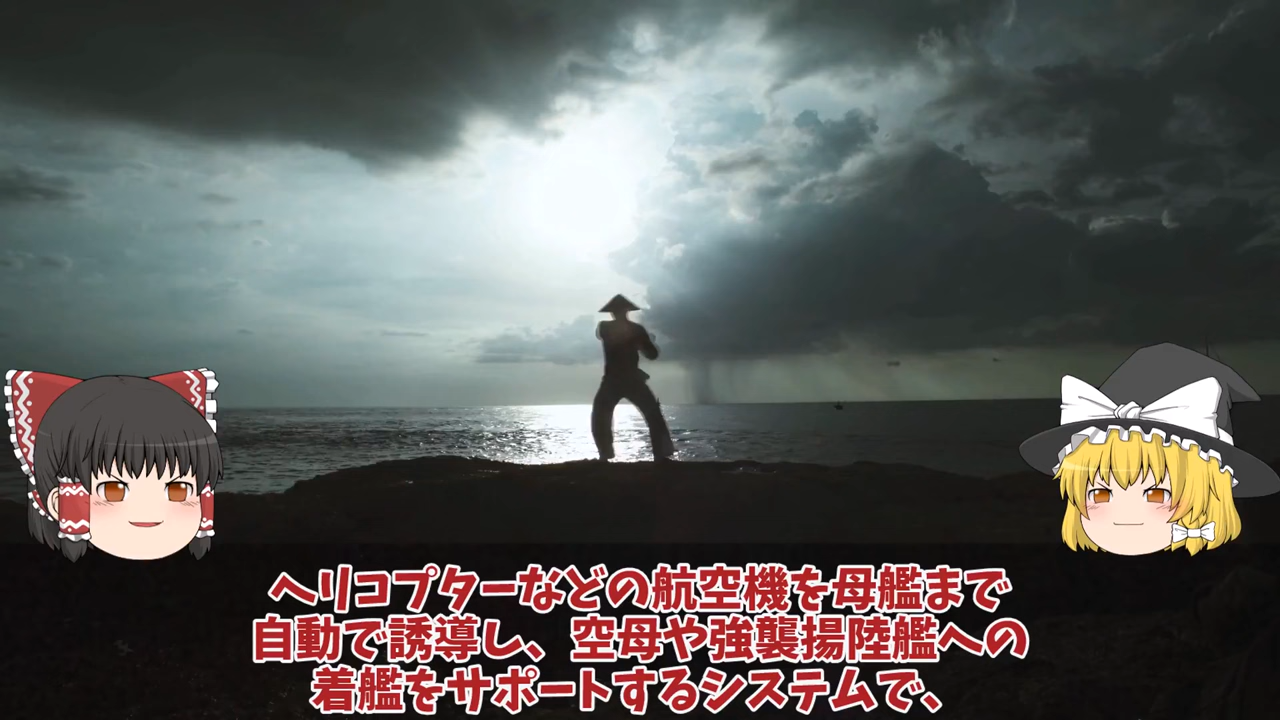 ヘリコプターなどの航空機を母艦まで
自動で誘導し、空母や強襲揚陸艦への
着艦をサポートするシステムで、